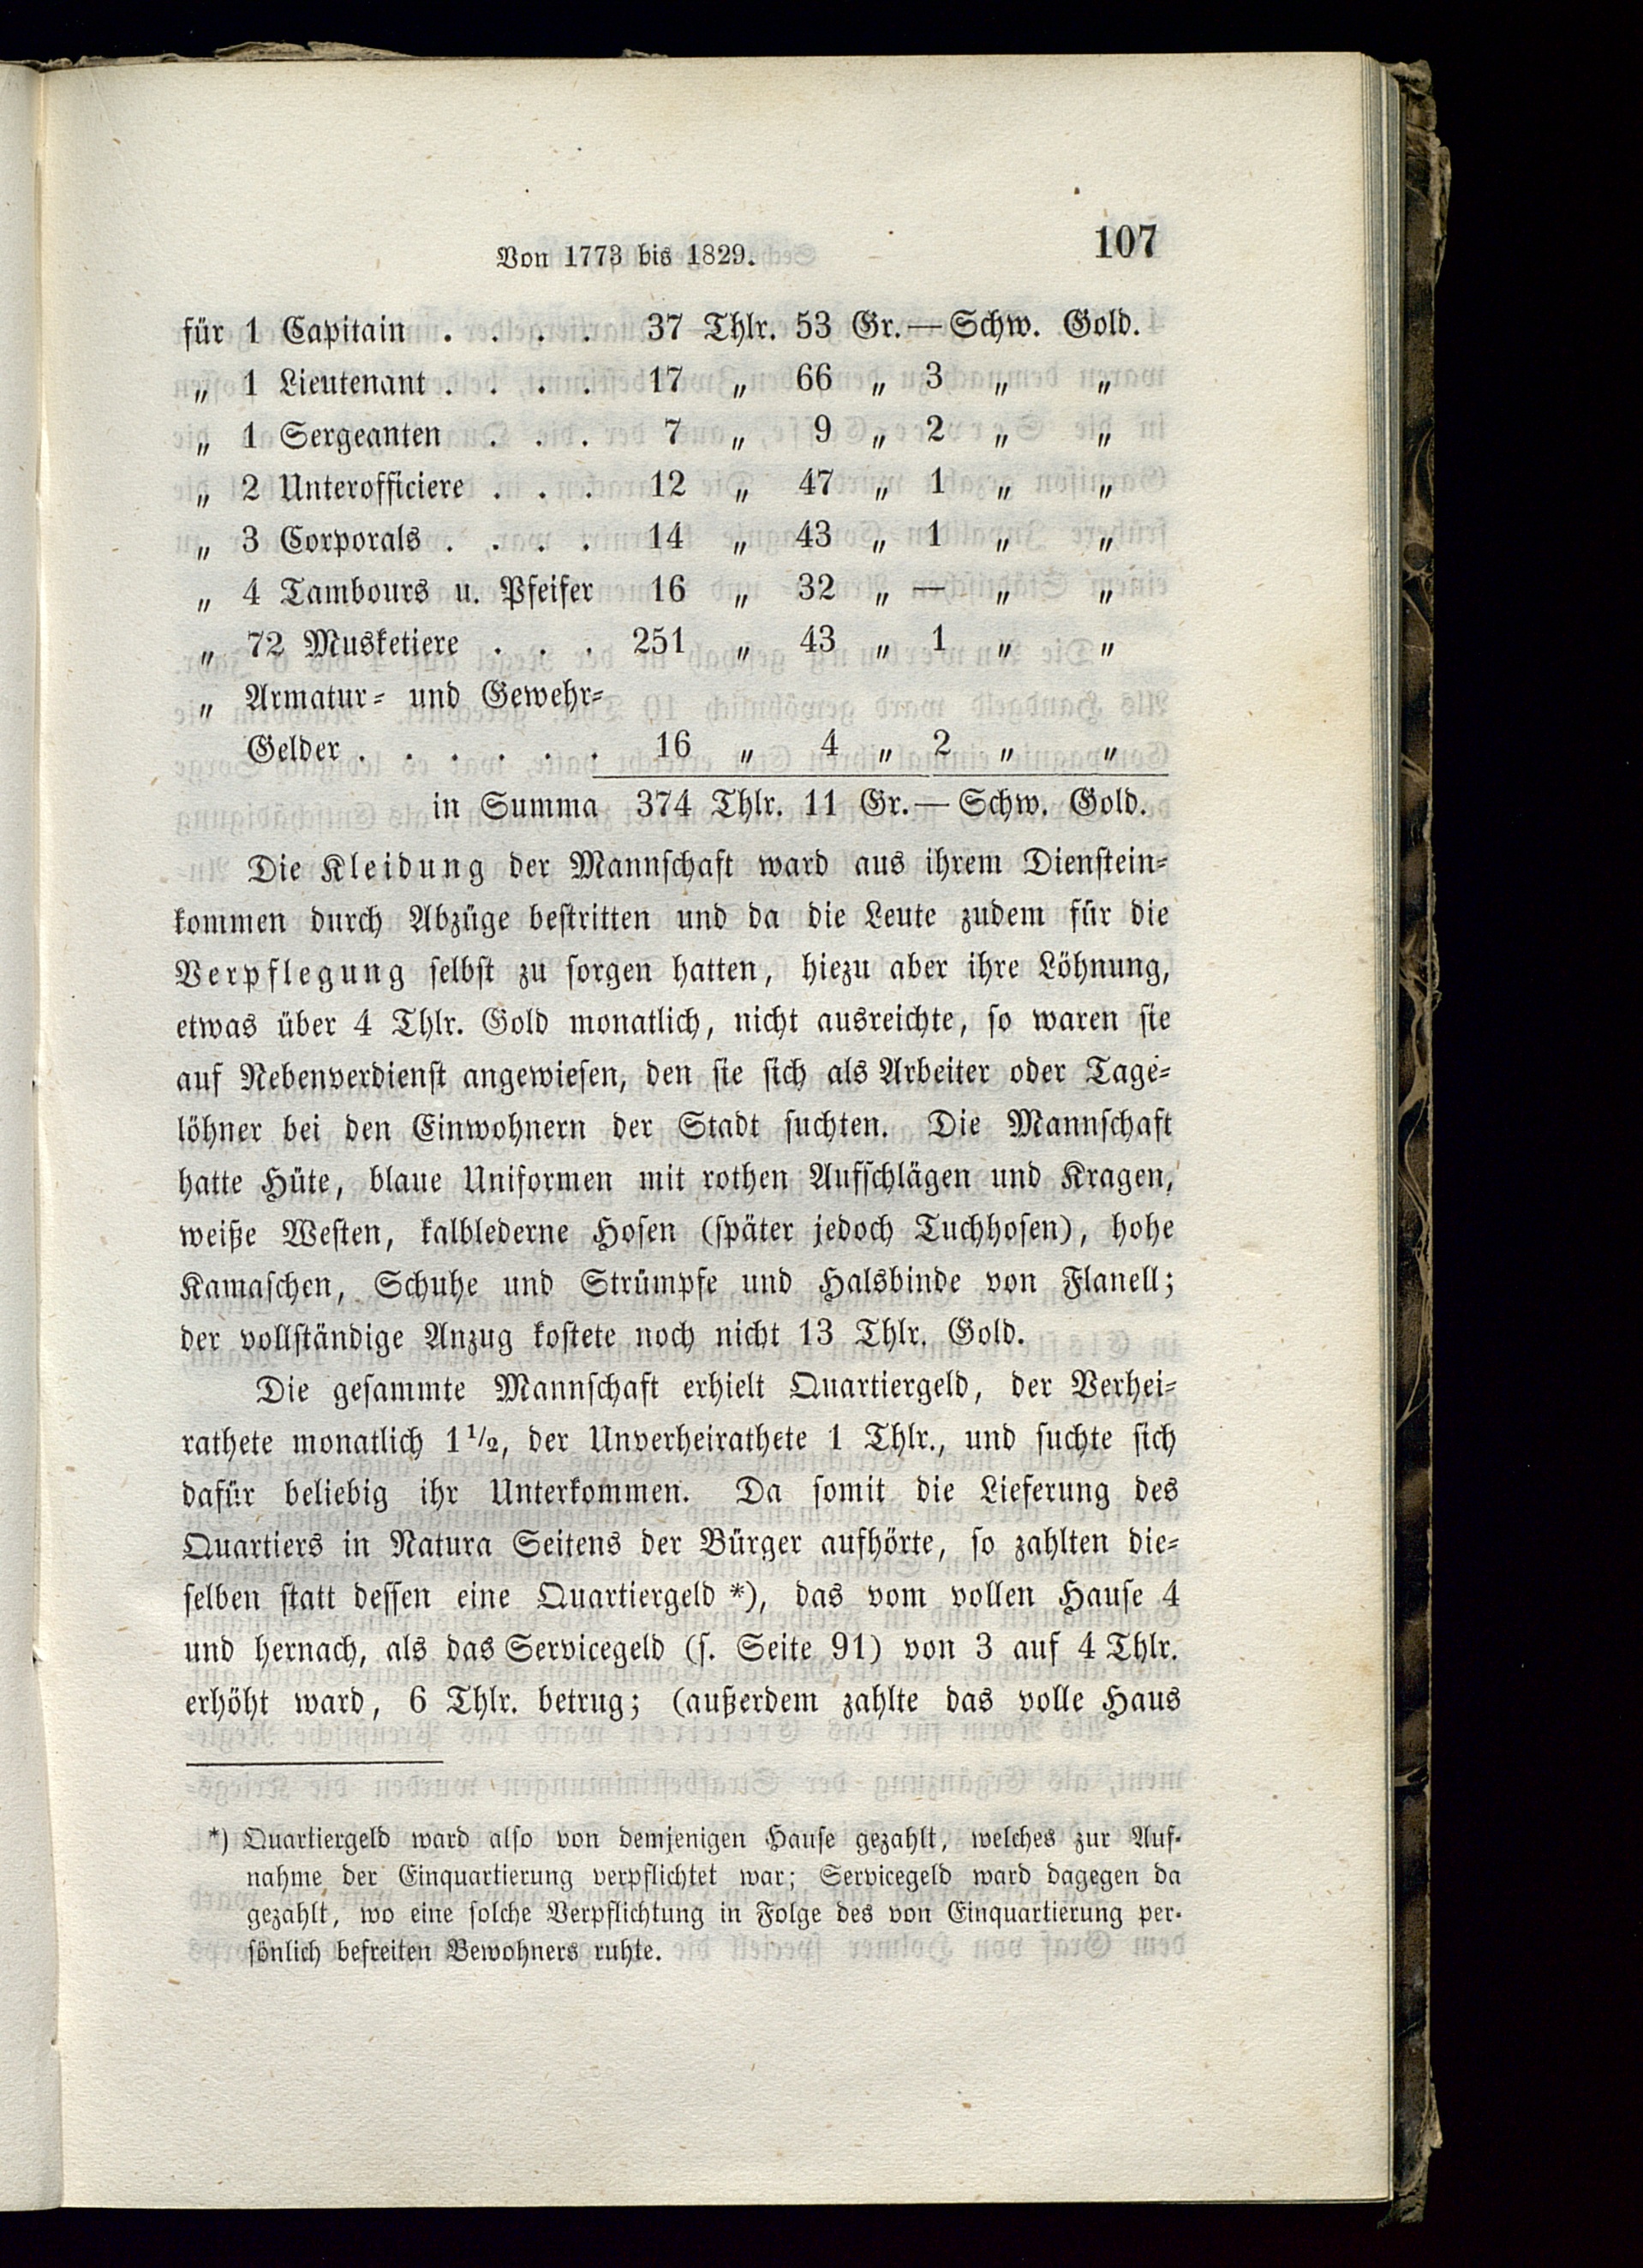 Von 1773 bis 1829.
107
für 1 Capitain . . . . 37 Thlr. 53 Gr. — Schw. Gold.
„ 1 Lieutenant . . . . 17 „ 66 „ 3 „ „
„ 1 Sergeanten . . . 7 „ 9 „ 2 „ „
„ 2 Unterofficiere . . . 12 „ 47 „ 1 „ „
„ 3 Corporals . . . . 14 „ 43 „ 1 „ „
„ 4 Tambours u. Pfeifer 16 „ 32 „ — „ „
„ 72 Musketiere . . . 251 „ 43 „ 1 „ „
„ Armatur- und Gewehr-
Gelder . . . . . . 16 „ 4 „ 2 „ „
in Summa 374 Thlr. 11 Gr. — Schw. Gold.
Die Kleidung der Mannschaft ward aus ihrem Dienstein-
kommen durch Abzüge bestritten und da die Leute zudem für die
Verpflegung selbst zu sorgen hatten, hiezu aber ihre Löhnung,
etwas über 4 Thlr. Gold monatlich, nicht ausreichte, so waren sie
auf Nebenverdienst angewiesen, den sie sich als Arbeiter oder Tage-
löhner bei den Einwohnern der Stadt suchten. Die Mannschaft
hatte Hüte, blaue Uniformen mit rothen Aufschlägen und Kragen,
weiße Westen, kalblederne Hosen (später jedoch Tuchhosen), hohe
Kamaschen, Schuhe und Strümpfe und Halsbinde von Flanell;
der vollständige Anzug kostete noch nicht 13 Thlr. Gold.
Die gesammte Mannschaft erhielt Quartiergeld, der Verhei-
rathete monatlich 1 1/2, der Unverheirathete 1 Thlr., und suchte sich
dafür beliebig ihr Unterkommen. Da somit die Lieferung des
Quartiers in Natura Seitens der Bürger aufhörte, so zahlten die-
selben statt dessen eine Quartiergeld *), das vom vollen Hause 4
und hernach, als das Servicegeld (s. Seite 91) von 3 auf 4 Thlr.
erhöht ward, 6 Thlr. betrug; (außerdem zahlte das volle Haus
*) Quartiergeld ward also von demjenigen Hause gezahlt, welches zur Auf-
nahme der Einquartierung verpflichtet war; Servicegeld ward dagegen da
gezahlt, wo eine solche Verpflichtung in Folge des von Einquartierung per-
sönlich befreiten Bewohners ruhte.